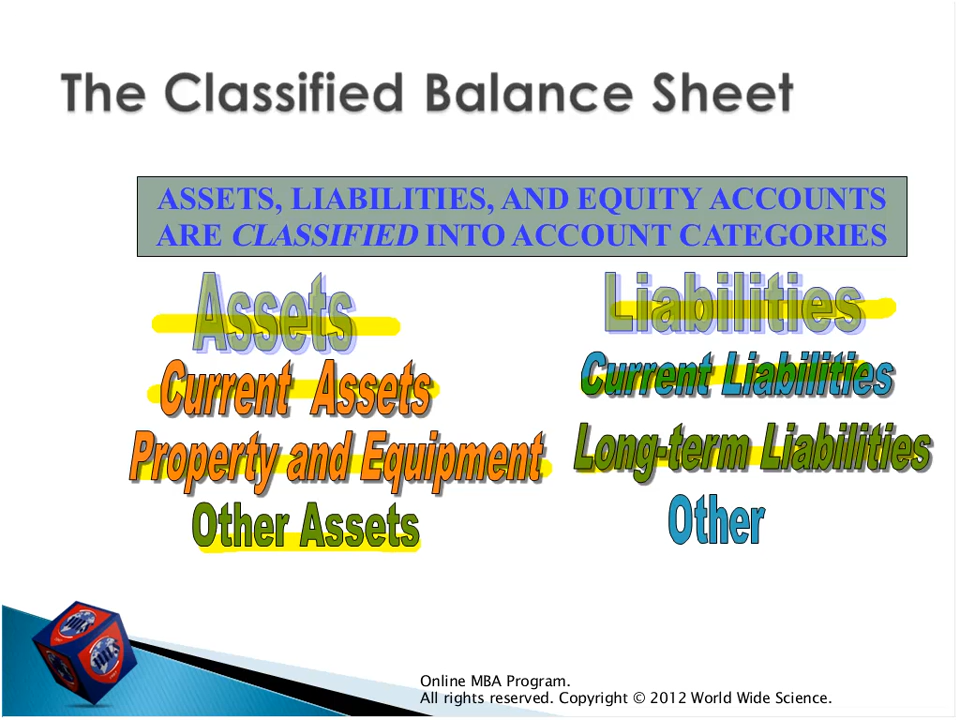 The Classified Balance Sheet
ASSETS, LIABILITIES, AND EQUITY ACCOUNTS
ARE CLASSIFIED INTO ACCOUNT CATEGORIES
Assets
Current Assets
Property and Equipment
Other Assets
Liabilities
Current Liabilities
Long-term Liabilities
Other
Online MBA Program.
All rights reserved. Copyright © 2012 World Wide Science.